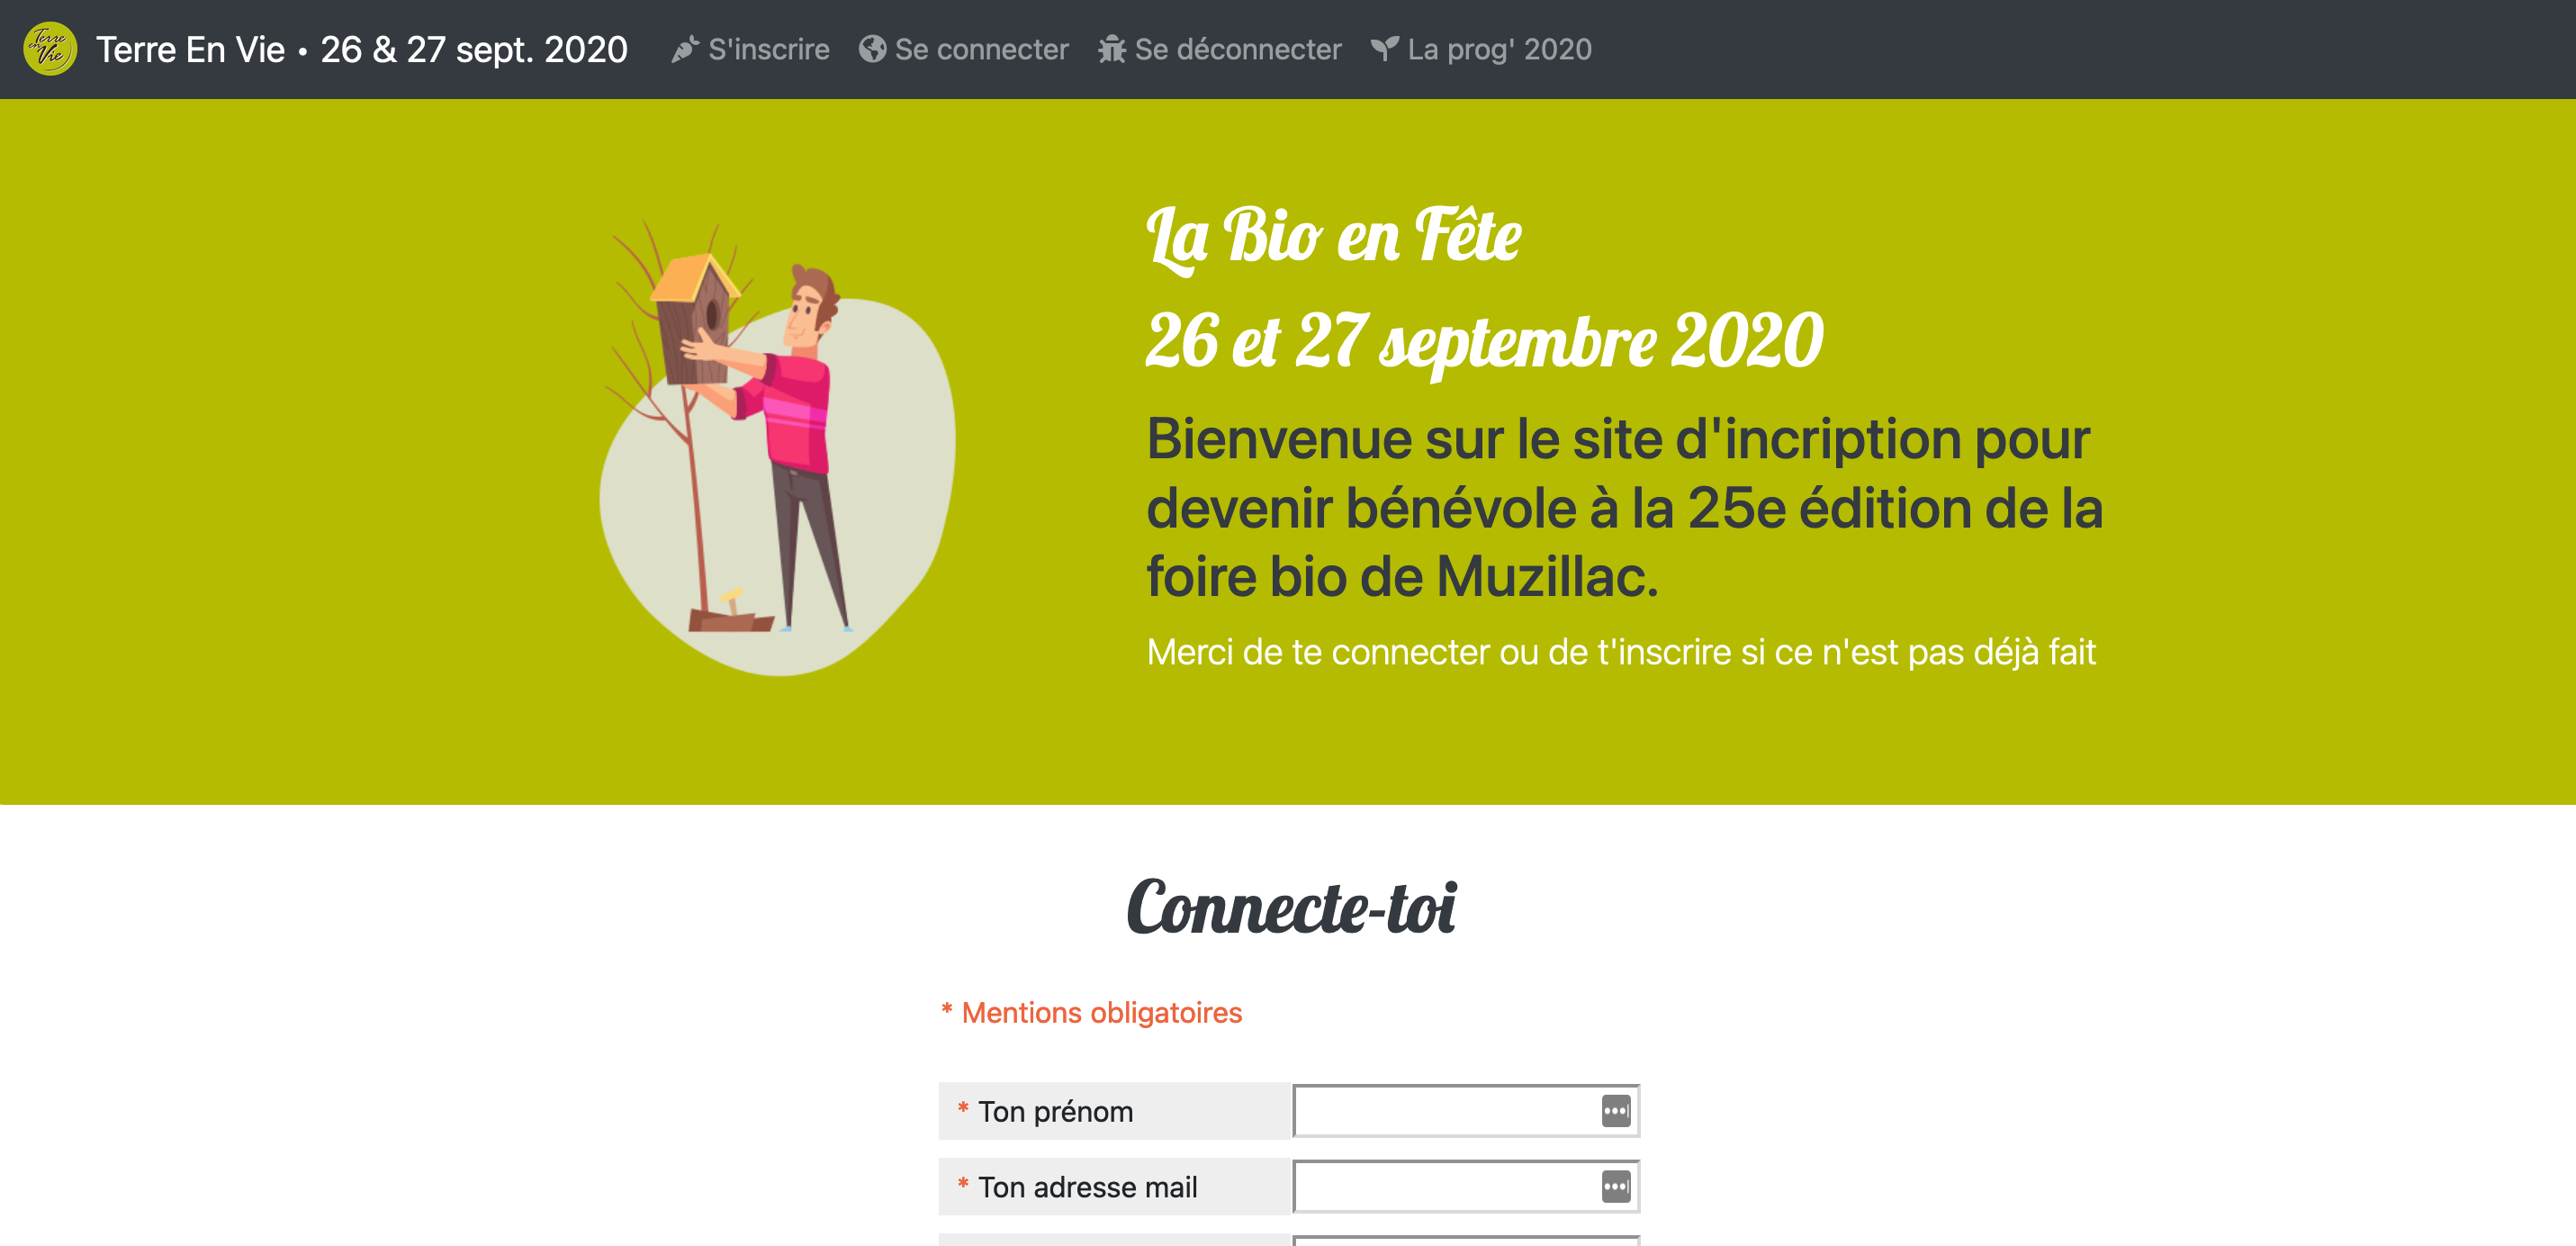 Terre en Vie
Terre En Vie • 26 & 27 sept. 2020
S'inscrire
Se connecter
Se déconnecter
La prog' 2020
La Bio en Fête
26 et 27 septembre 2020
Bienvenue sur le site d'incription pour
devenir bénévole à la 25e édition de la
foire bio de Muzillac.
Merci de te connecter ou de t'inscrire si ce n'est pas déjà fait
Connecte-toi
* Mentions obligatoires
* Ton prénom
* Ton adresse mail